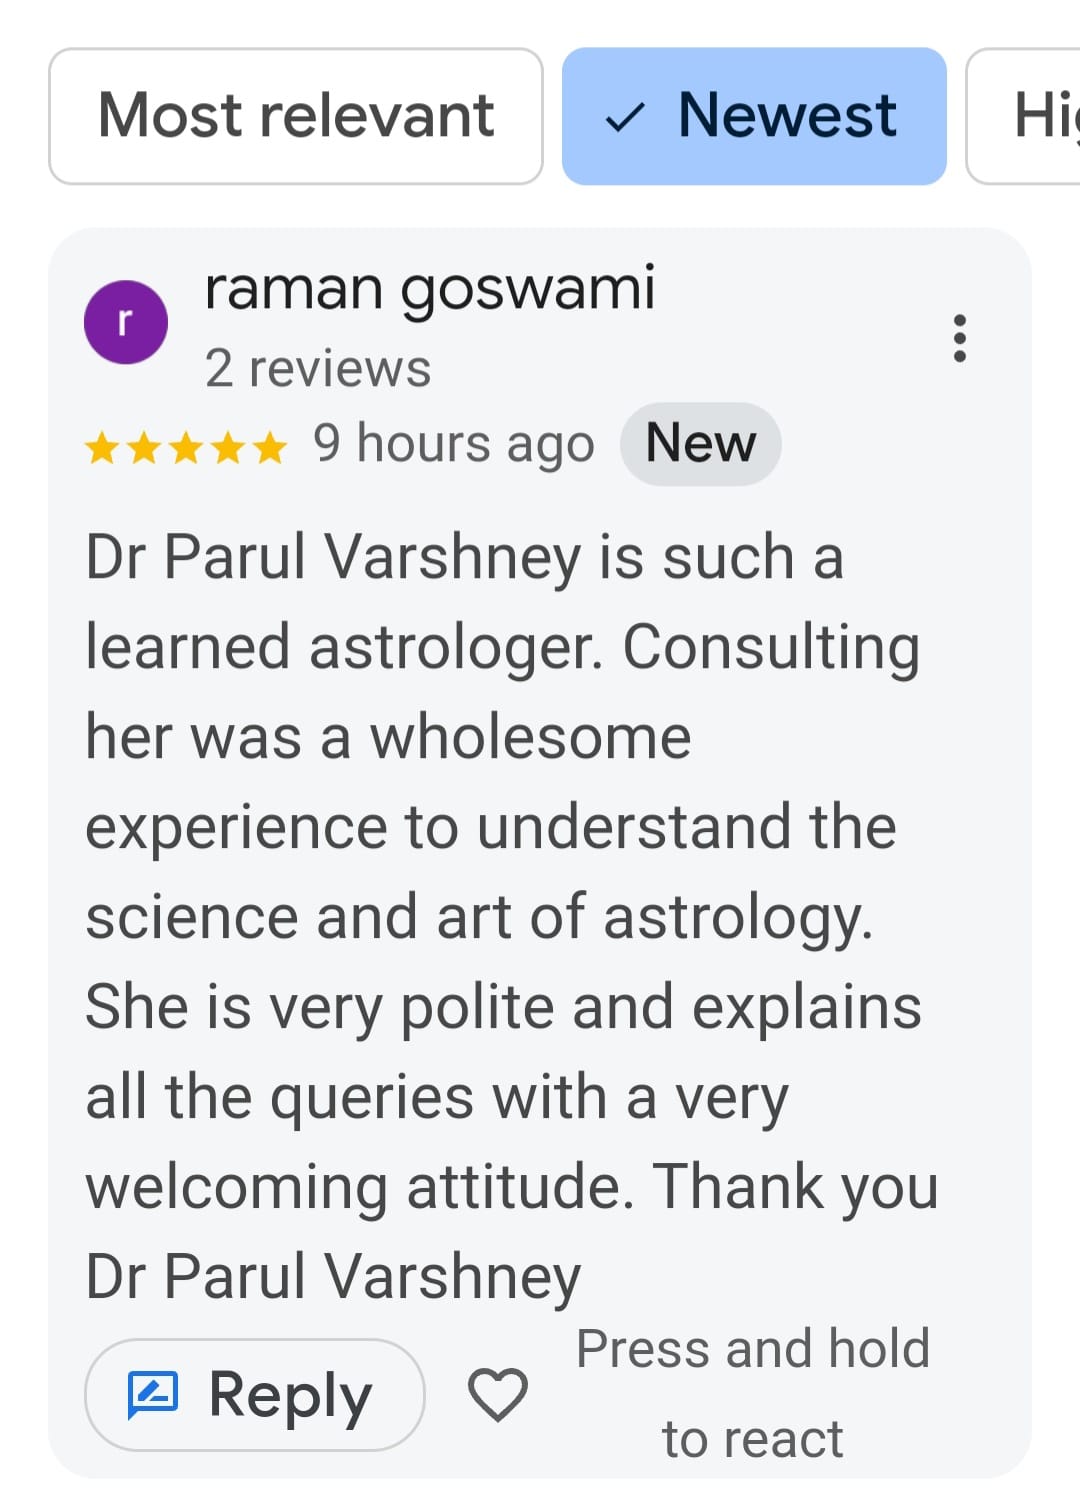 Most relevant
Newest
Hi
raman goswami
r
2 reviews
9 hours ago New
Dr Parul Varshney is such a
learned astrologer. Consulting
her was a wholesome
experience to understand the
science and art of astrology.
She is very polite and explains
all the queries with a very
welcoming attitude. Thank you
Dr Parul Varshney
Reply
Press and hold
to react